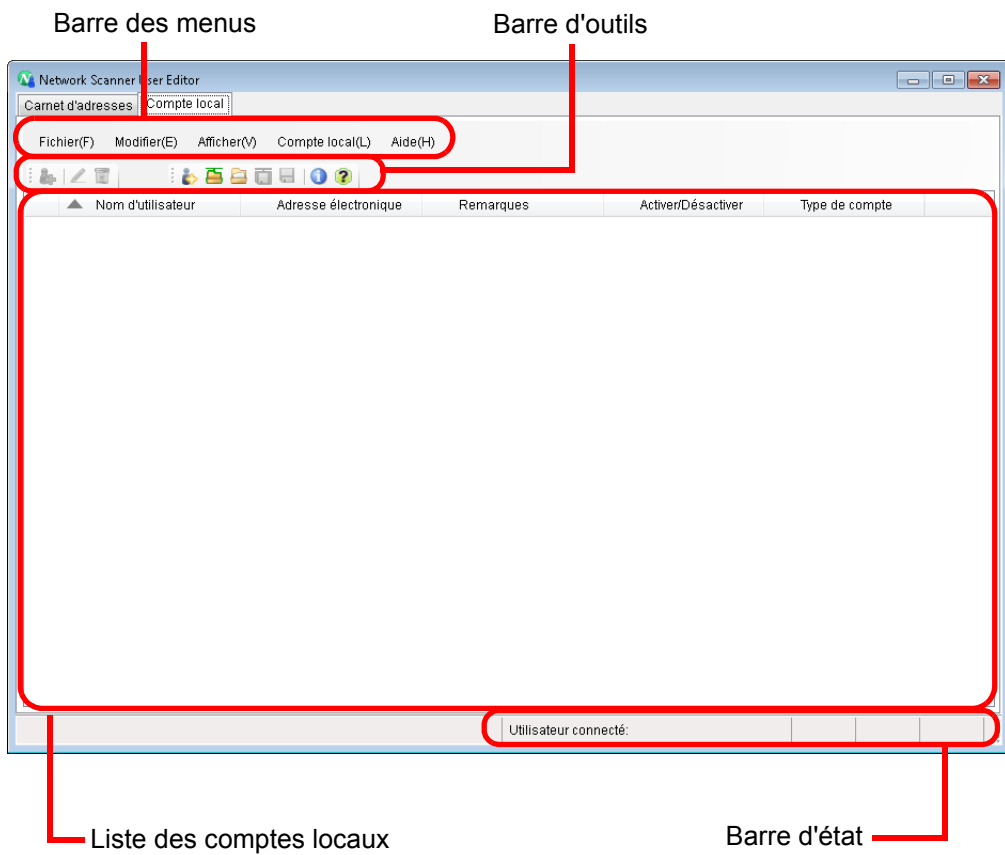 Barre des menus
Barre d'outils
Network Scanner User Editor
Carnet d'adresses
Compte local
Fichier(F) Modifier(E) Afficher(V) Compte local(L) Aide(H)
Nom d'utilisateur Adresse électronique Remarques Activer/Désactiver Type de compte
Utilisateur connecté:
Liste des comptes locaux
Barre d'état